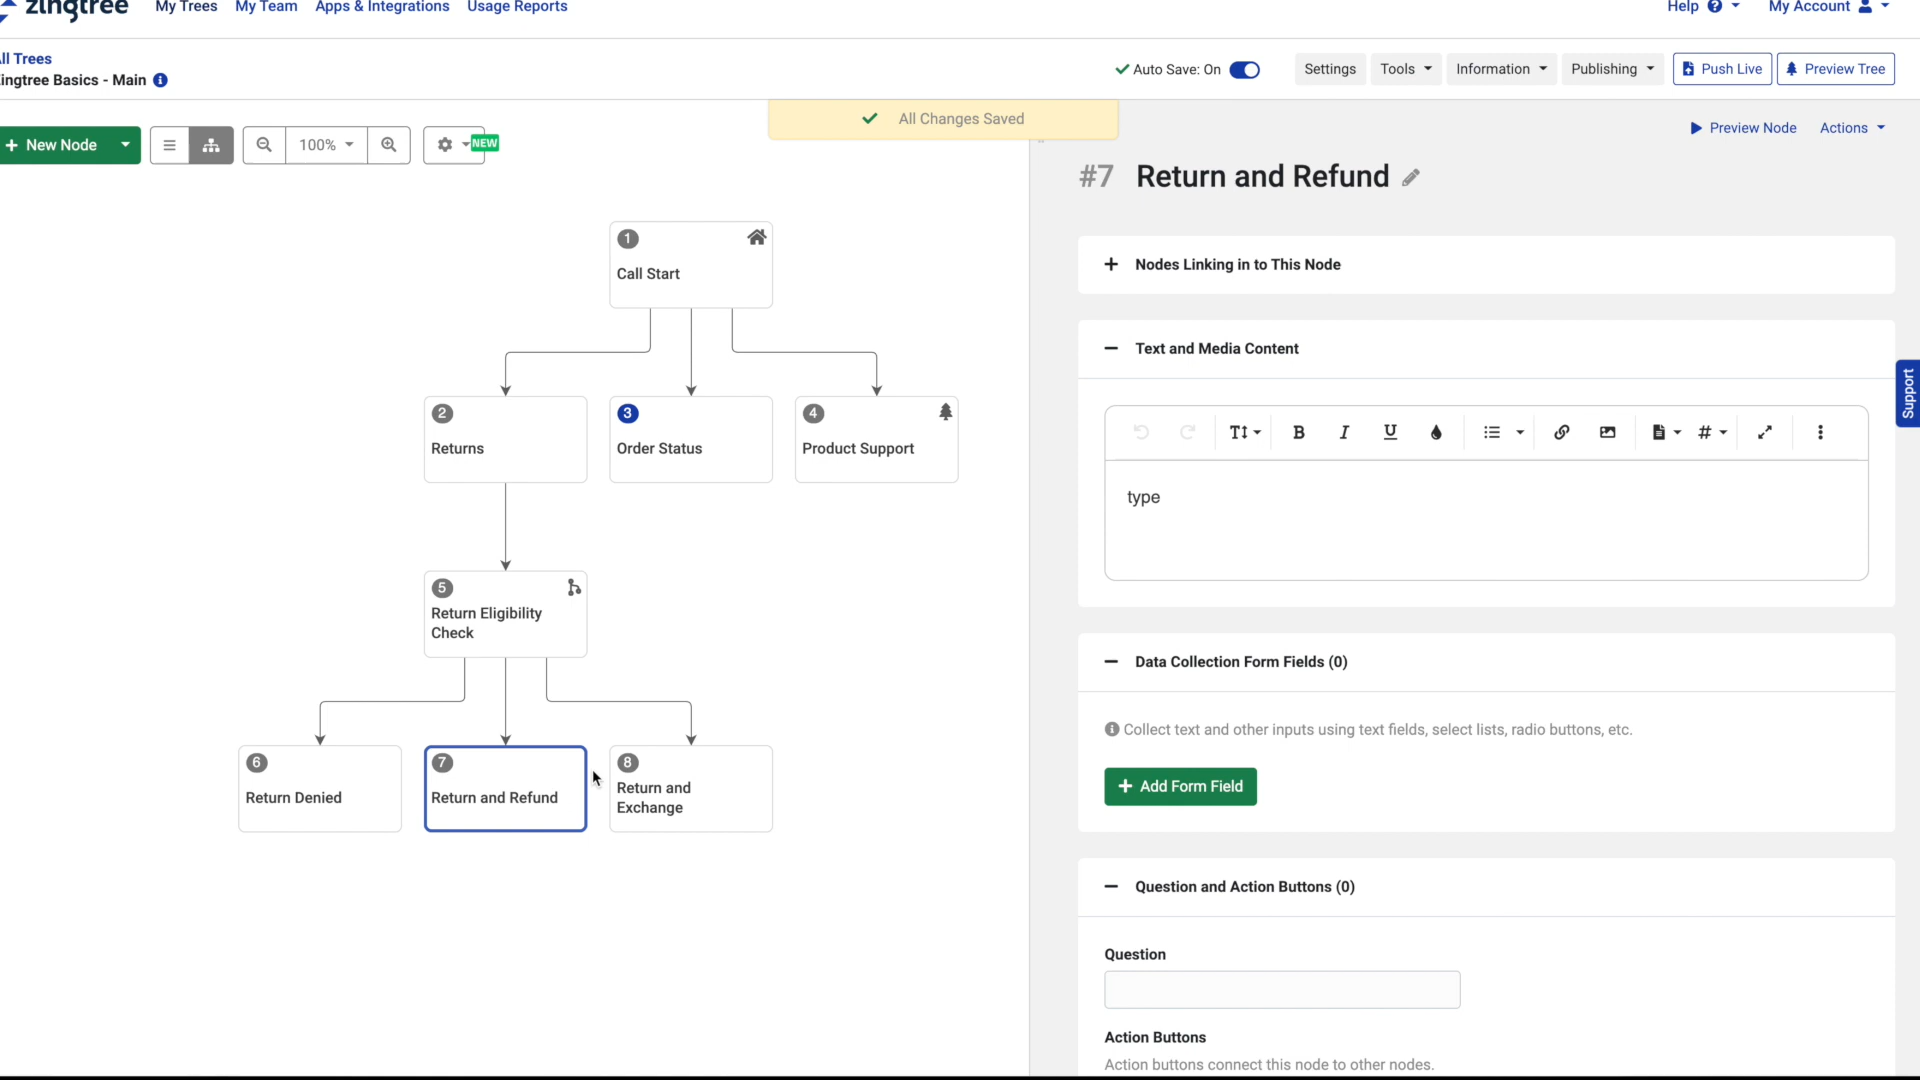 zingtree
My Trees My Team Apps & Integrations Usage Reports
Help ? My Account
ll Trees
ingtree Basics - Main i
Auto Save: On
Settings Tools Information Publishing Push Live Preview Tree
All Changes Saved
+ New Node 100% NEW
Preview Node Actions
#7 Return and Refund
Nodes Linking in to This Node
Text and Media Content
T B I U #
type
Data Collection Form Fields (0)
Collect text and other inputs using text fields, select lists, radio buttons, etc.
+ Add Form Field
Question and Action Buttons (0)
Question
Action Buttons
Action buttons connect this node to other nodes.
Support
1
Call Start
2
Returns
3
Order Status
4
Product Support
5
Return Eligibility
Check
6
Return Denied
7
Return and Refund
8
Return and
Exchange